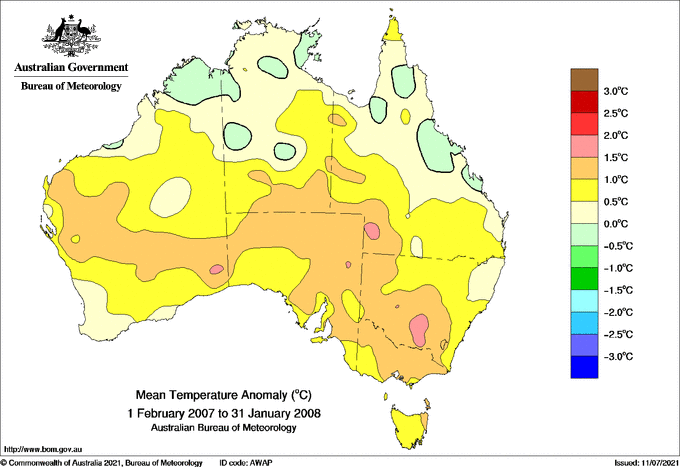 Australian Government
Bureau of Meteorology
3.0°C
2.5°C
2.0°C
1.5°C
1.0°C
0.5°C
0.0°C
-0.5°C
-1.0°C
-1.5°C
-2.0°C
-2.5°C
-3.0°C
Mean Temperature Anomaly (°C)
1 February 2007 to 31 January 2008
Australian Bureau of Meteorology
http://www.bom.gov.au
© Commonwealth of Australia 2021, Bureau of Meteorology ID code: AWAP Issued: 11/07/2021